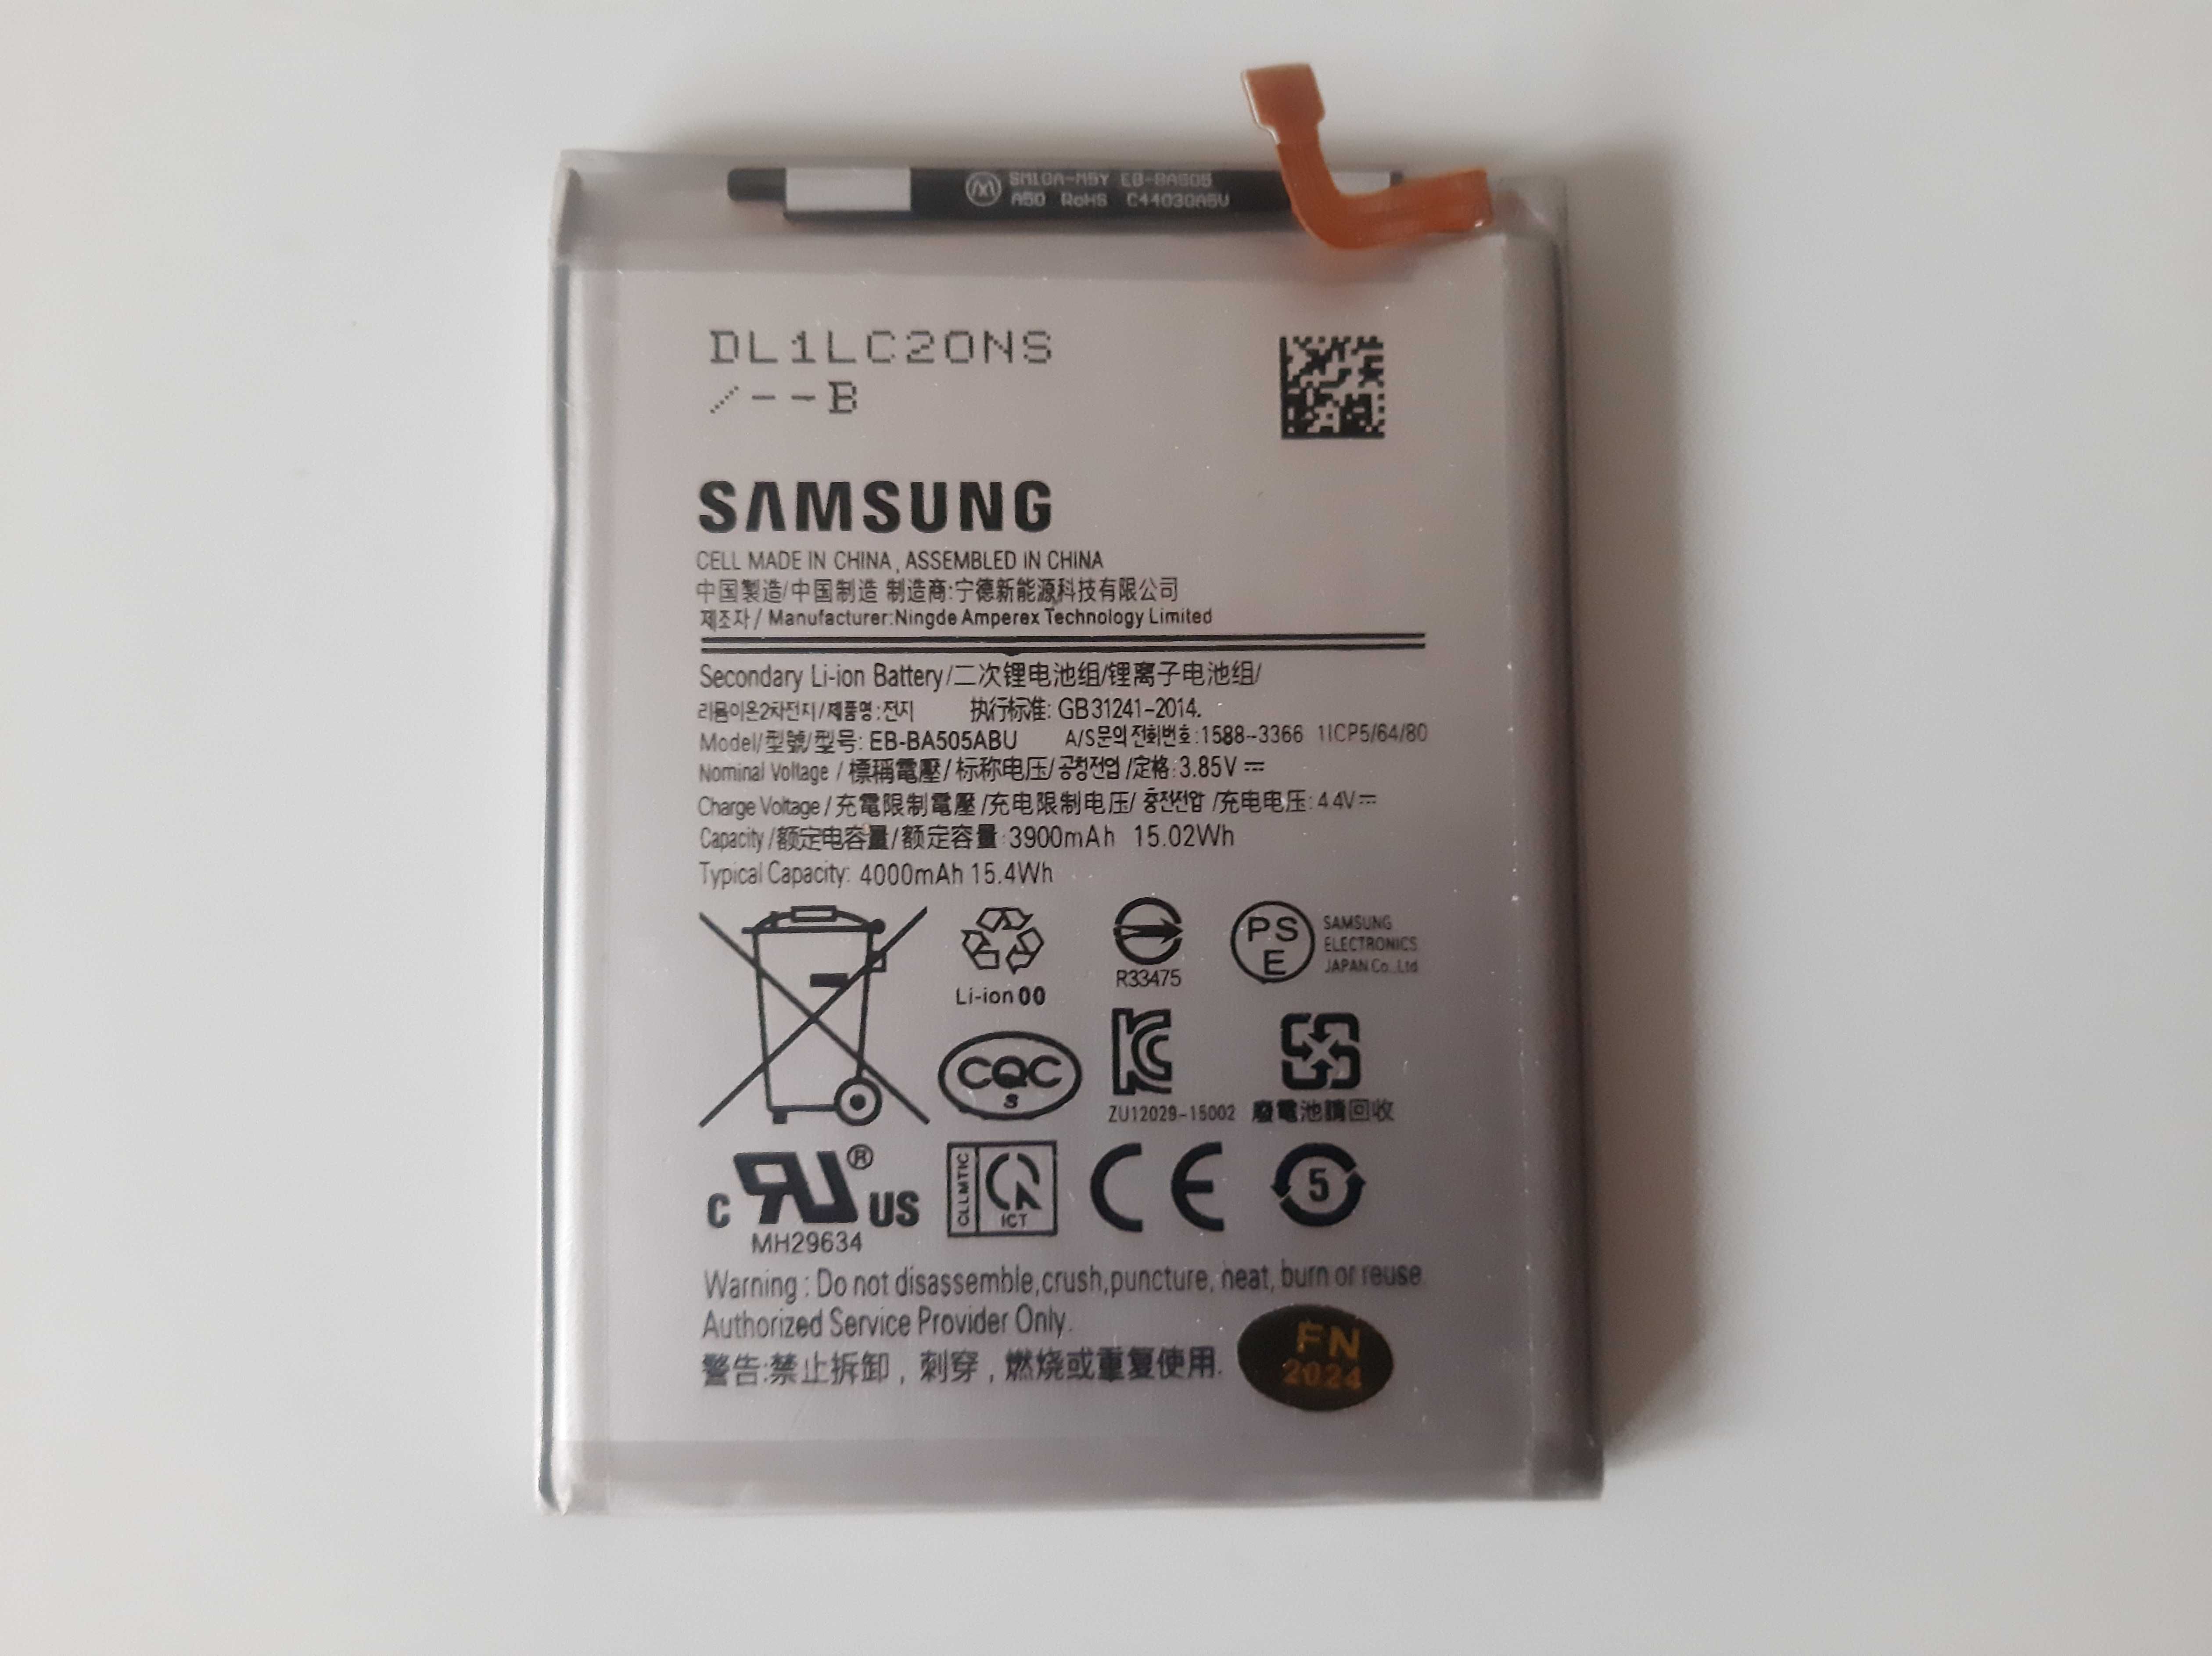 SM10A-M5Y EB-BA505
A50 RoHS C44030A5V
DL1LC20NS
/--B
SAMSUNG
CELL MADE IN CHINA, ASSEMBLED IN CHINA
中国製造/中国制造 制造商:宁德新能源科技有限公司
제조자/ Manufacturer:Ningde Amperex Technology Limited
Secondary Li-ion Battery/二次锂电池组/锂离子电池组/
리튬이온2차전지/제품명:전지 执行标准: GB31241-2014.
Model/型號/型号: EB-BA505ABU A/S문의전화번호:1588-3366 1ICP5/64/80
Nominal Voltage / 標稱電壓/ 标称电压/ 공칭전업 /定格:3.85V
Charge Voltage / 充電限制電壓 /充电限制电压/ 충전전압 /充电电压: 4.4V
Capacity /额定电容量/ 额定容量:3900mAh 15.02Wh
Typical Capacity: 4000mAh 15.4Wh
Li-ion 00
R33475
PS
E
SAMSUNG
ELECTRONICS
JAPAN Co.,Ltd
CQC
S
ZU12029-15002
廢電池請回收
c RU® US
MH29634
CLLMTIC
ICT
CE
5
Warning : Do not disassemble,crush,puncture, heat, burn or reuse.
Authorized Service Provider Only.
警告:禁止拆卸，刺穿，燃烧或重复使用.
FN
2024